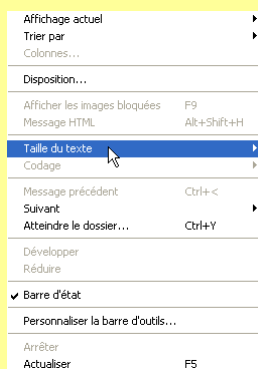 Affichage actuel
Trier par
Colonnes...
Disposition...
Afficher les images bloquées F9
Message HTML Alt+Shift+H
Taille du texte
Codage
Message précédent Ctrl+<
Suivant
Atteindre le dossier... Ctrl+Y
Développer
Réduire
Barre d'état
Personnaliser la barre d'outils...
Arrêter
Actualiser F5